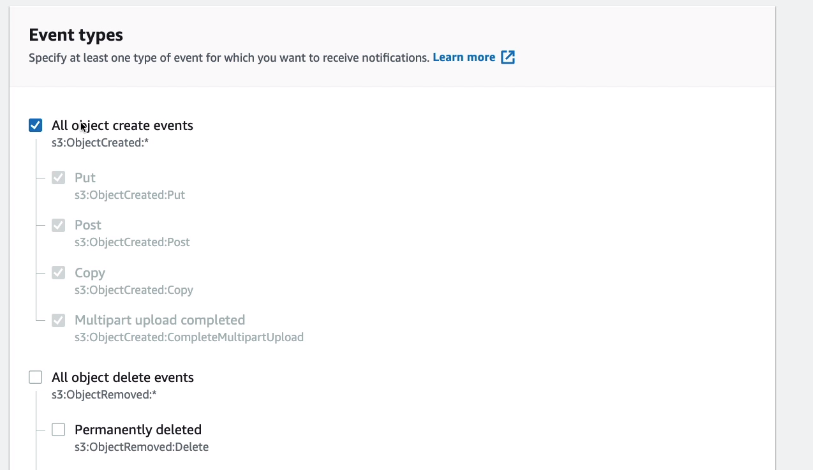 Event types
Specify at least one type of event for which you want to receive notifications. Learn more
All object create events
s3:ObjectCreated:*
Put
s3:ObjectCreated:Put
Post
s3:ObjectCreated:Post
Copy
s3:ObjectCreated:Copy
Multipart upload completed
s3:ObjectCreated:CompleteMultipartUpload
All object delete events
s3:ObjectRemoved:*
Permanently deleted
s3:ObjectRemoved:Delete